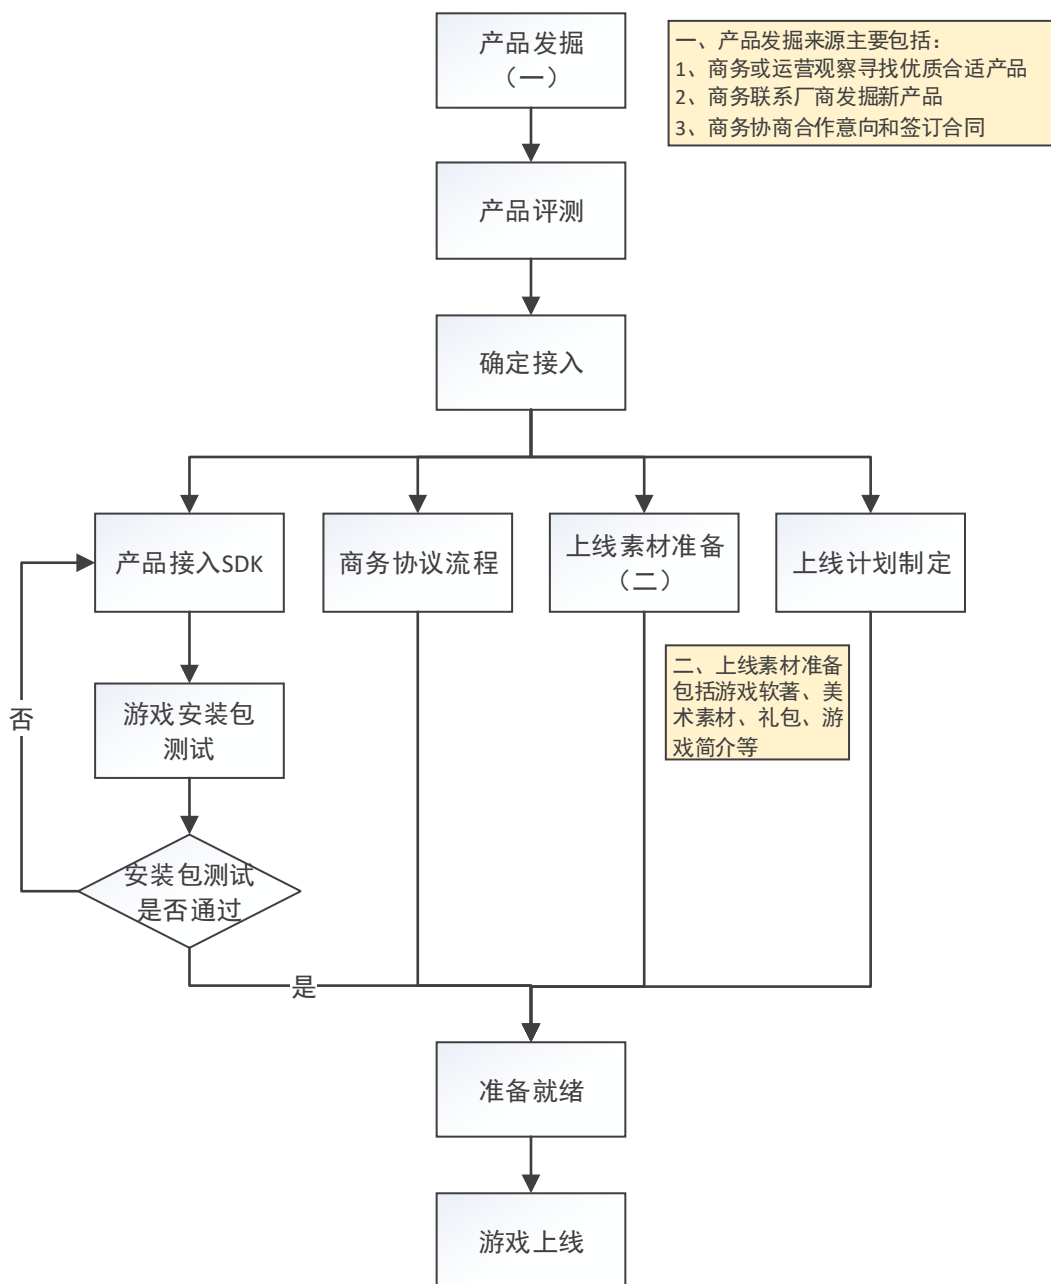 产品发掘
（一）
一、产品发掘来源主要包括：
1、商务或运营观察寻找优质合适产品
2、商务联系厂商发掘新产品
3、商务协商合作意向和签订合同
产品评测
确定接入
产品接入SDK
商务协议流程
上线素材准备
（二）
上线计划制定
二、上线素材准备
包括游戏软著、美
术素材、礼包、游
戏简介等
游戏安装包
测试
否
安装包测试
是否通过
是
准备就绪
游戏上线